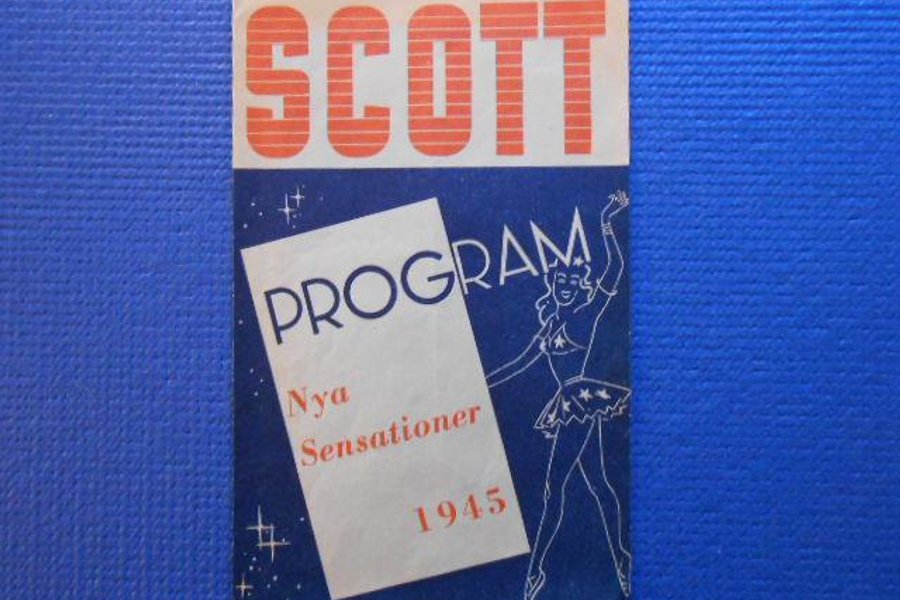 SCOTT
PROGRAM
Nya
Sensationer
1945